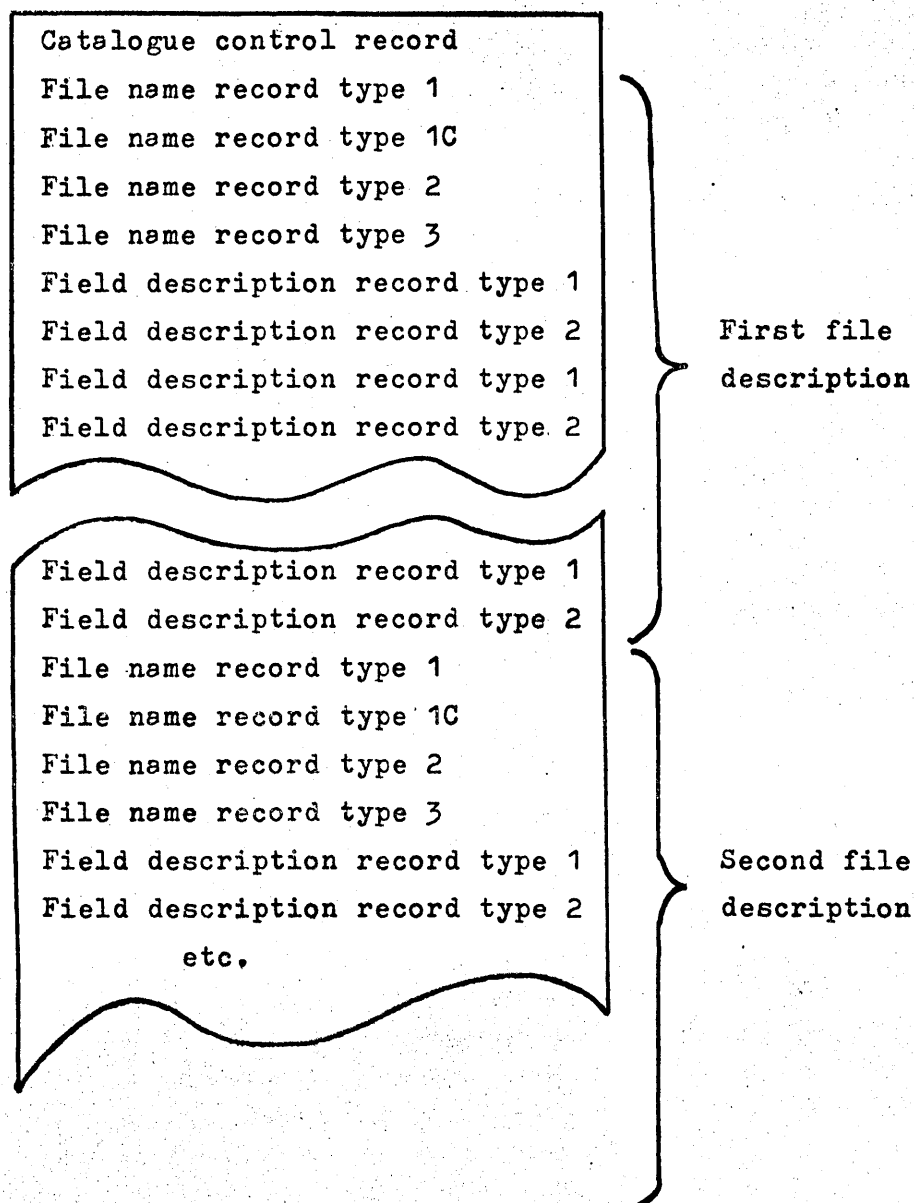 Catalogue control record
File name record type 1
File name record type 1C
File name record type 2
File name record type 3
Field description record type 1
Field description record type 2
Field description record type 1
Field description record type 2
First file
description
Field description record type 1
Field description record type 2
File name record type 1
File name record type 1C
File name record type 2
File name record type 3
Field description record type 1
Field description record type 2
etc.
Second file
description